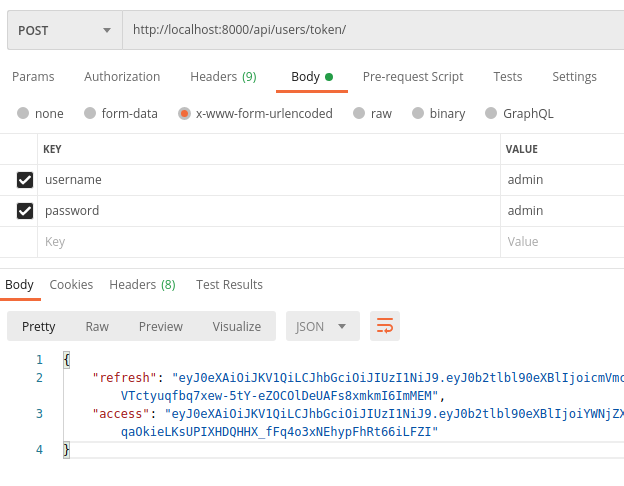 POST http://localhost:8000/api/users/token/
Params Authorization Headers (9) Body Pre-request Script Tests Settings
none form-data x-www-form-urlencoded raw binary GraphQL
KEY VALUE
username admin
password admin
Key Value
Body Cookies Headers (8) Test Results
Pretty Raw Preview Visualize JSON
1 {
2 "refresh": "eyJ0eXAiOiJKV1QiLCJhbGciOiJIUzI1NiJ9.eyJ0b2tlbl90eXBlIjoicmVmc
VTctyuqfbq7xew-5tY-eZOCOlDeUAFs8xmkmI6ImMEM",
3 "access": "eyJ0eXAiOiJKV1QiLCJhbGciOiJIUzI1NiJ9.eyJ0b2tlbl90eXBlIjoiYWNjZX
qaOkieLKsUPIXHDQHHX_fFq4o3xNEhypFhRt66iLFZI"
4 }